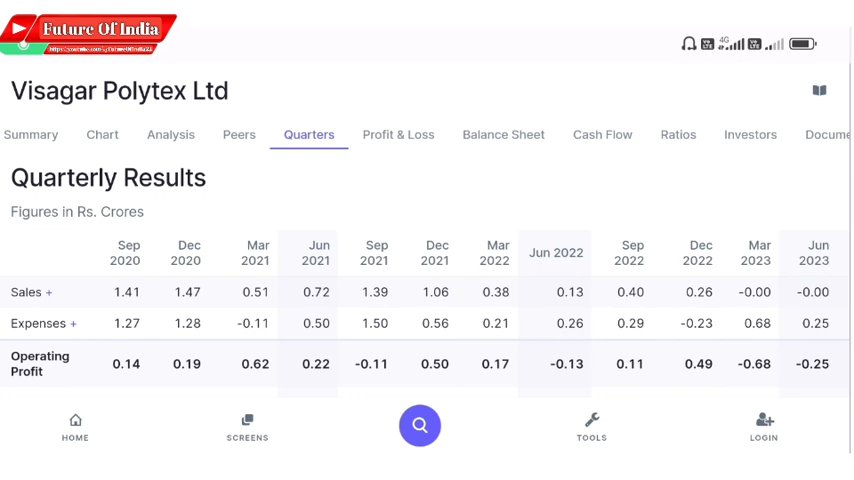 Future Of India
4G
Visagar Polytex Ltd
Summary Chart Analysis Peers Quarters Profit & Loss Balance Sheet Cash Flow Ratios Investors Docume
Quarterly Results
Figures in Rs. Crores
Sep 2020 Dec 2020 Mar 2021 Jun 2021 Sep 2021 Dec 2021 Mar 2022 Jun 2022 Sep 2022 Dec 2022 Mar 2023 Jun 2023
Sales + 1.41 1.47 0.51 0.72 1.39 1.06 0.38 0.13 0.40 0.26 -0.00 -0.00
Expenses + 1.27 1.28 -0.11 0.50 1.50 0.56 0.21 0.26 0.29 -0.23 0.68 0.25
Operating Profit 0.14 0.19 0.62 0.22 -0.11 0.50 0.17 -0.13 0.11 0.49 -0.68 -0.25
HOME SCREENS TOOLS LOGIN